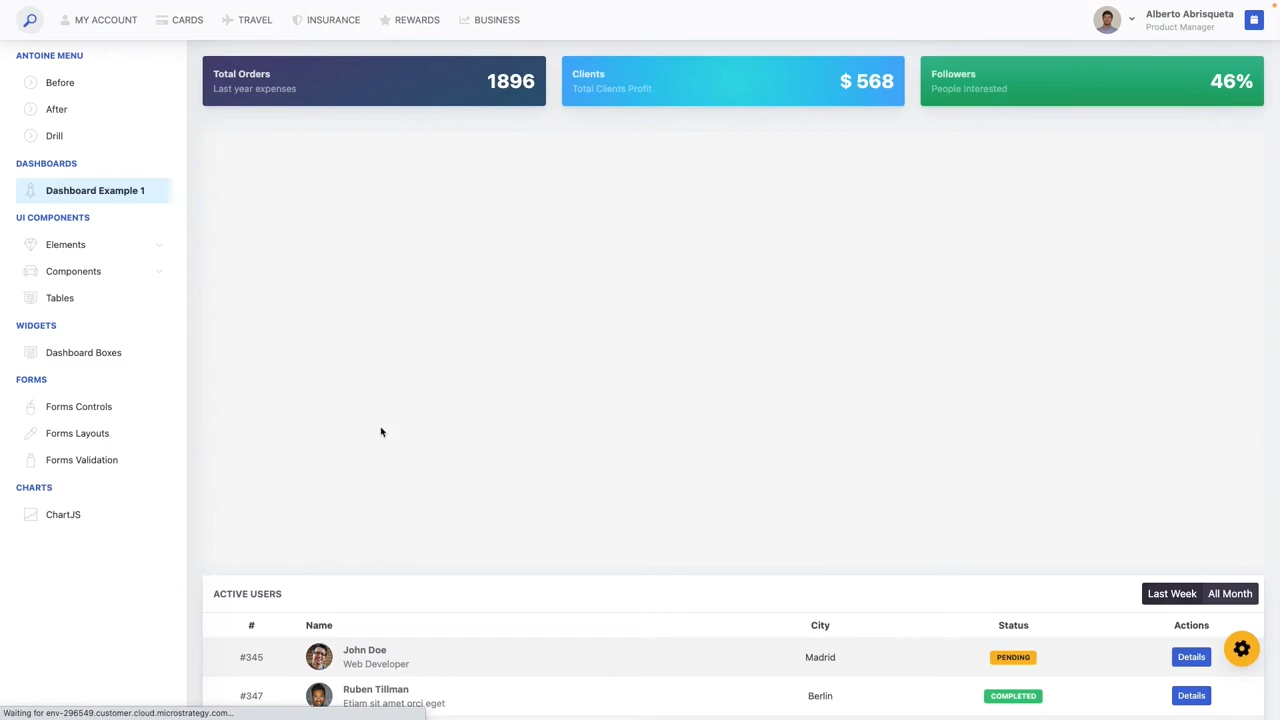 MY ACCOUNT
CARDS
TRAVEL
INSURANCE
REWARDS
BUSINESS
Alberto Abrisqueta
Product Manager
ANTOINE MENU
Before
After
Drill
DASHBOARDS
Dashboard Example 1
UI COMPONENTS
Elements
Components
Tables
WIDGETS
Dashboard Boxes
FORMS
Forms Controls
Forms Layouts
Forms Validation
CHARTS
ChartJS
Total Orders
Last year expenses
1896
Clients
Total Clients Profit
$ 568
Followers
People Interested
46%
ACTIVE USERS
Last Week
All Month
# Name City Status Actions
#345
John Doe
Web Developer
Madrid
PENDING
Details
#347
Ruben Tillman
Etiam sit amet orci eget
Berlin
COMPLETED
Details
Waiting for env-296549.customer.cloud.microstrategy.com...